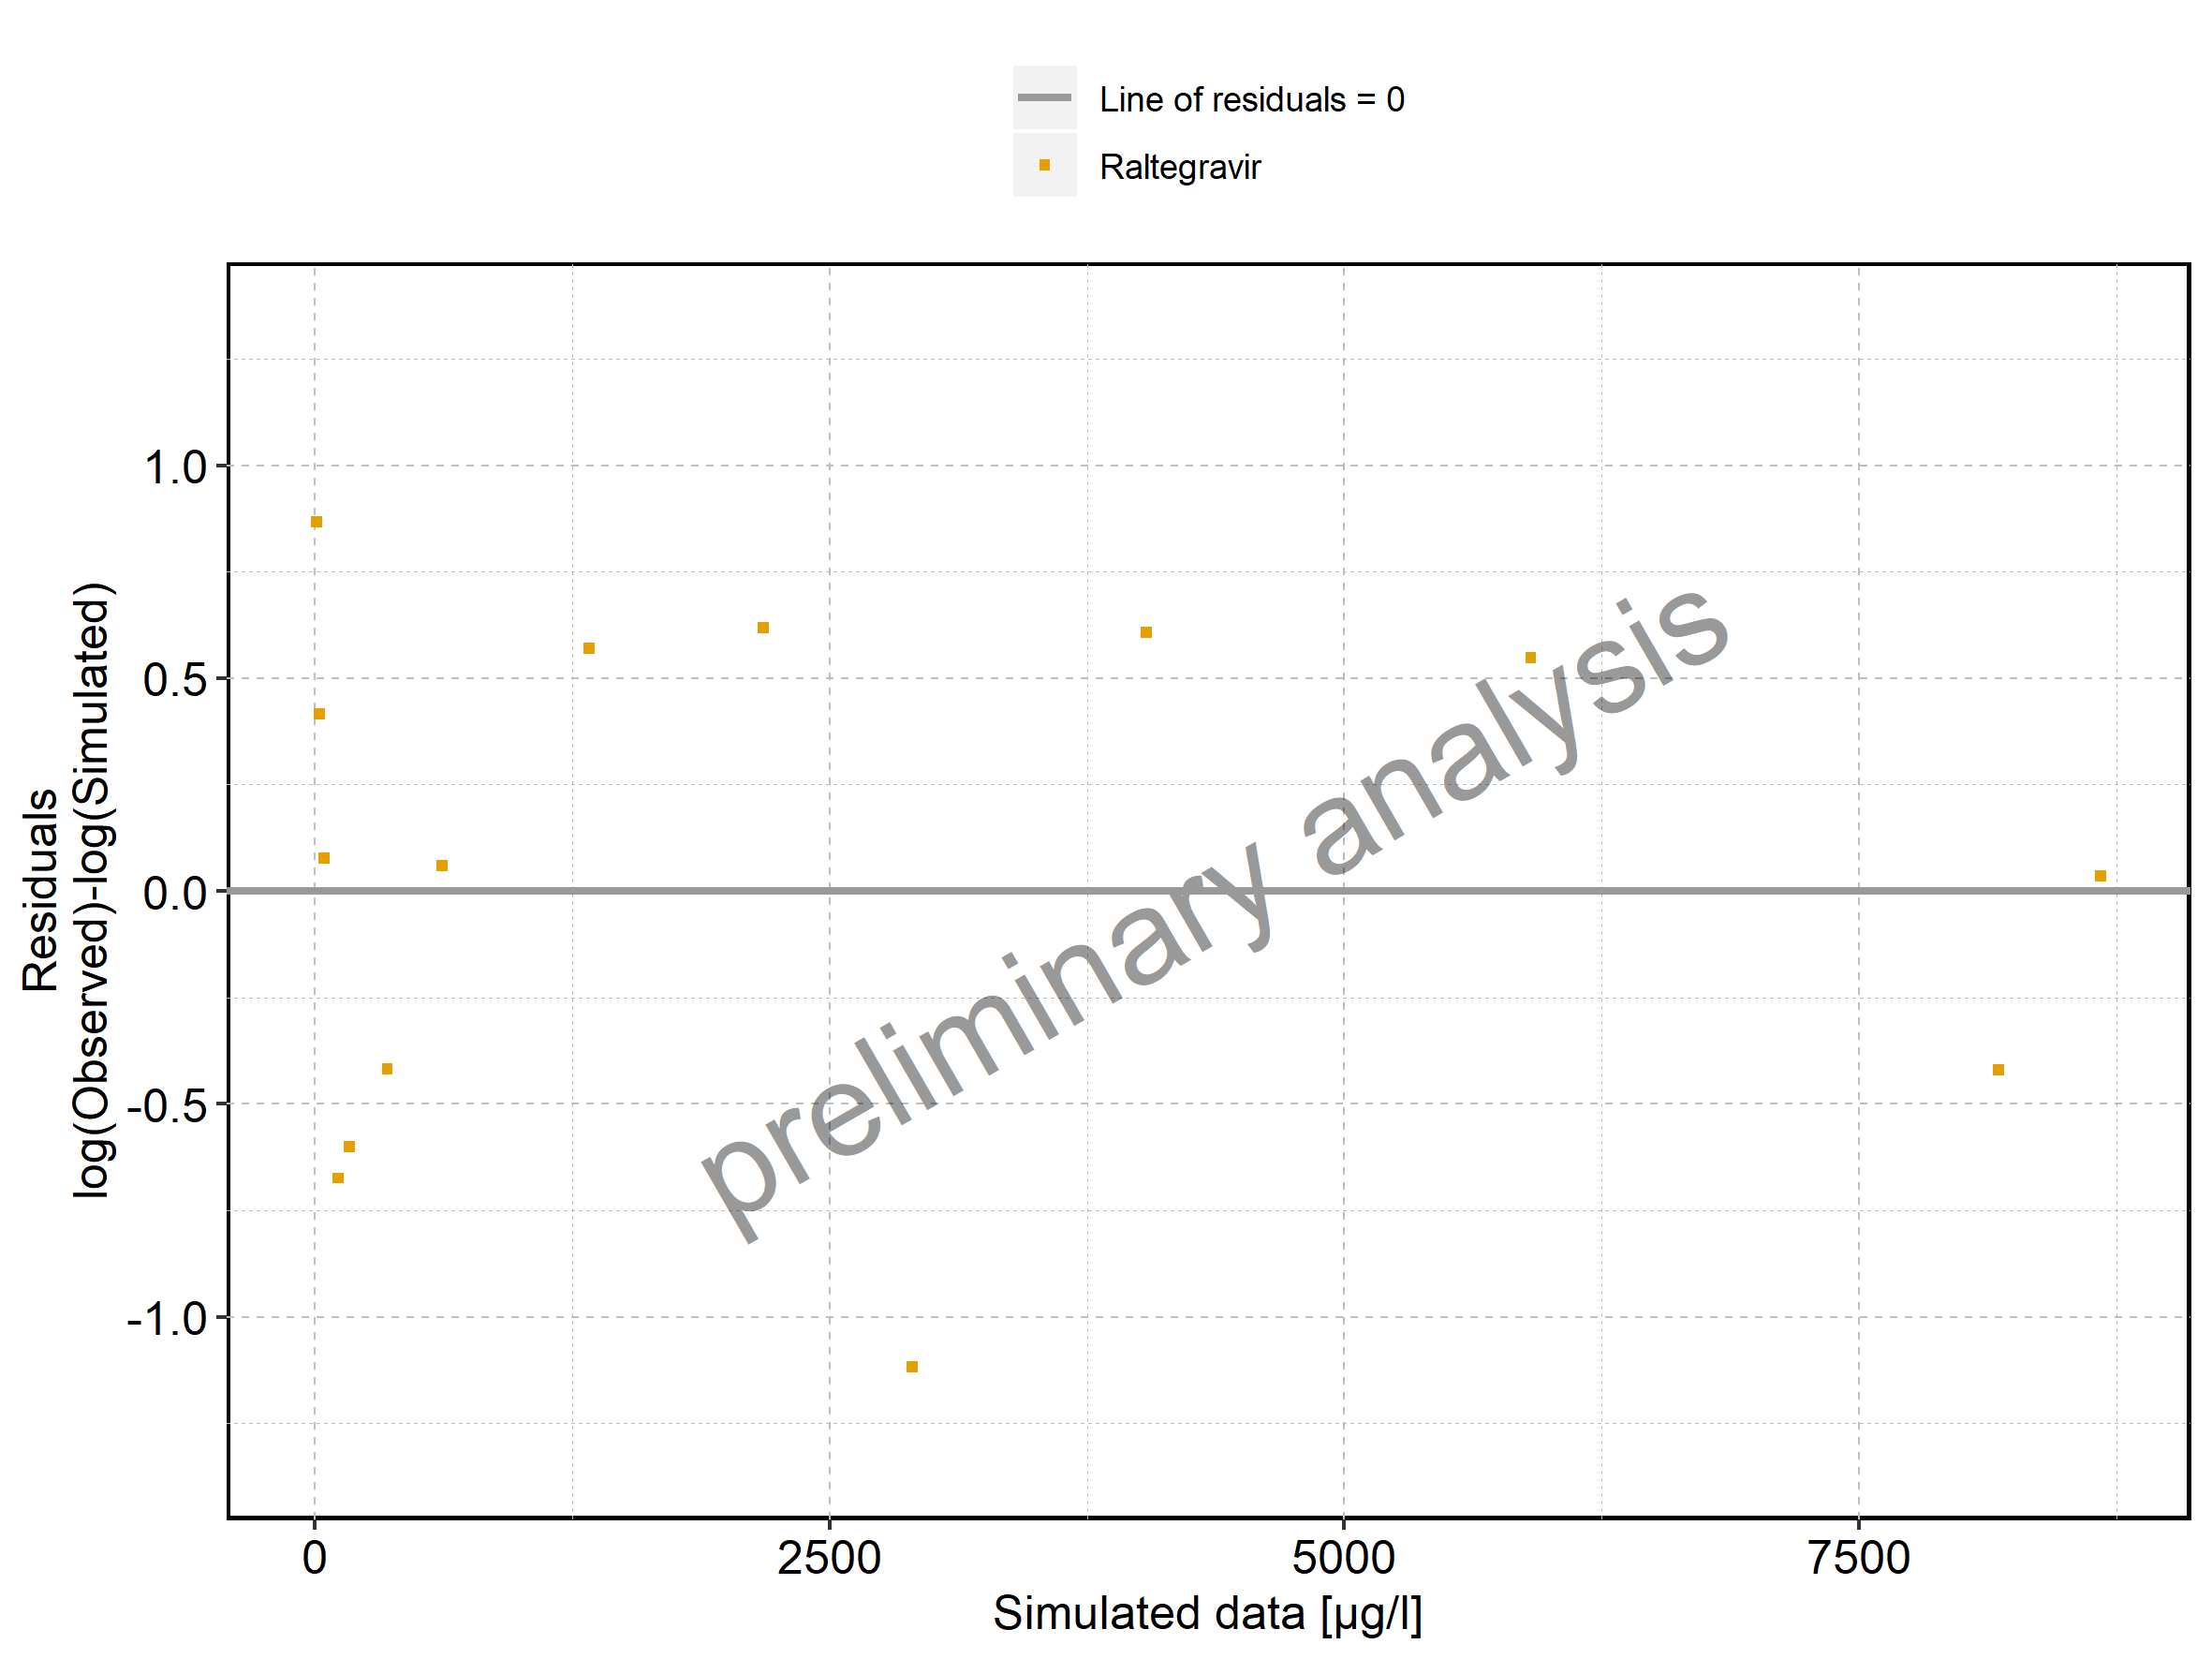 Line of residuals = 0
Raltegravir
Residuals
log(Observed)-log(Simulated)
1.0
0.5
0.0
-0.5
-1.0
preliminary analysis
0
2500
5000
7500
Simulated data [µg/l]